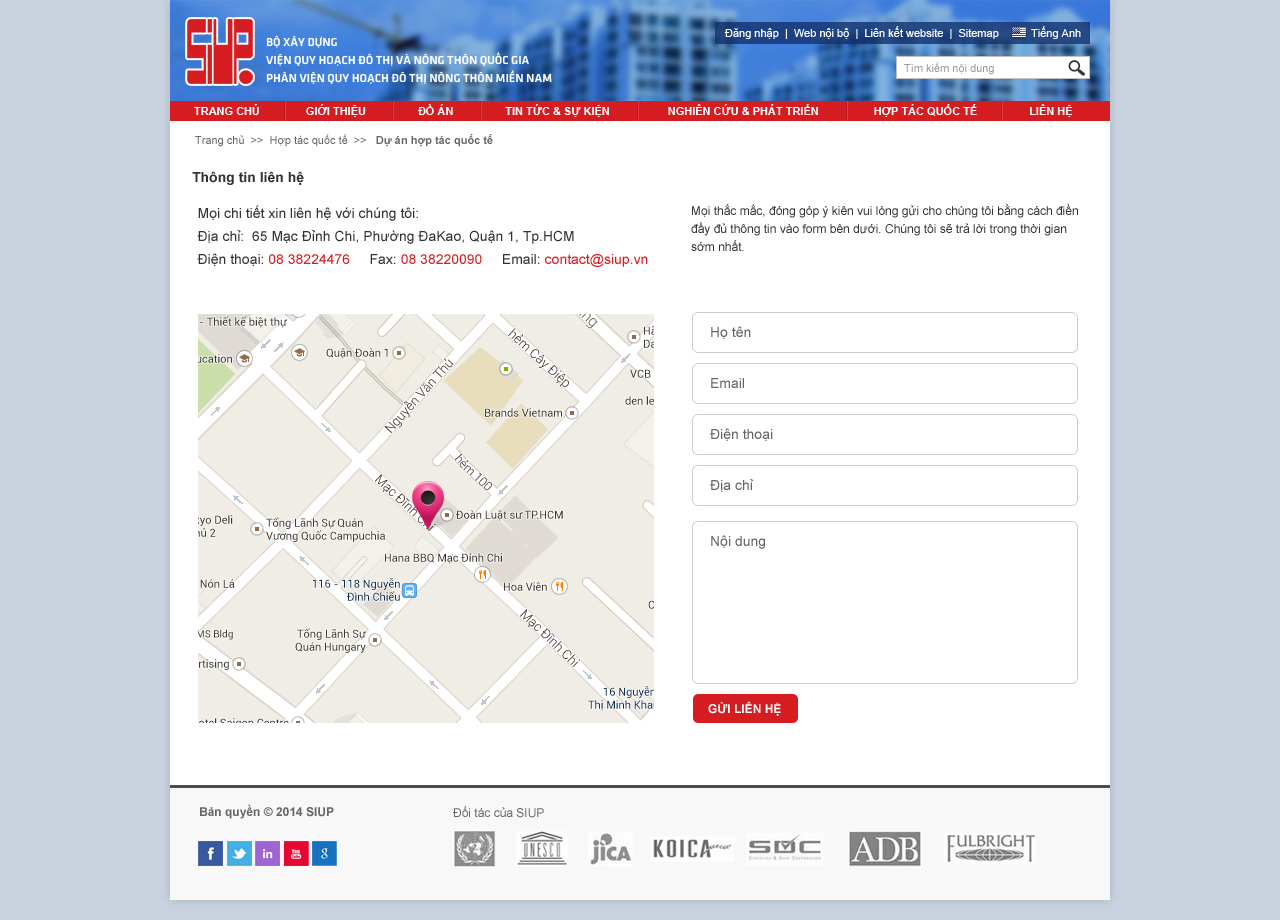 SIUP.
BỘ XÂY DỰNG
VIỆN QUY HOẠCH ĐÔ THỊ VÀ NÔNG THÔN QUỐC GIA
PHÂN VIỆN QUY HOẠCH ĐÔ THỊ NÔNG THÔN MIỀN NAM
Đăng nhập | Web nội bộ | Liên kết website | Sitemap Tiếng Anh
Tìm kiếm nội dung
TRANG CHỦ GIỚI THIỆU ĐỒ ÁN TIN TỨC & SỰ KIỆN NGHIÊN CỨU & PHÁT TRIỂN HỢP TÁC QUỐC TẾ LIÊN HỆ
Trang chủ >> Hợp tác quốc tế >> Dự án hợp tác quốc tế
Thông tin liên hệ
Mọi chi tiết xin liên hệ với chúng tôi:
Địa chỉ: 65 Mạc Đỉnh Chi, Phường ĐaKao, Quận 1, Tp.HCM
Điện thoại: 08 38224476 Fax: 08 38220090 Email: contact@siup.vn
Mọi thắc mắc, đóng góp ý kiên vui lòng gửi cho chúng tôi bằng cách điền
đầy đủ thông tin vào form bên dưới. Chúng tôi sẽ trả lời trong thời gian
sớm nhất.
- Thiết kế biệt thự
ucation
Quận Đoàn 1
Nguyễn Văn Thủ
hẻm Cây Điệp
ng
VCB
den le
Brands Vietnam
hẻm 100
Mạc Đĩnh Chi
Đoàn Luật sư TP.HCM
yo Deli
hủ 2
Tổng Lãnh Sự Quán
Vương Quốc Campuchia
Hana BBQ Mạc Đỉnh Chi
Nón Lá
116 - 118 Nguyễn
Đình Chiểu
Hoa Viên
MS Bldg
Tổng Lãnh Sự
Quán Hungary
Mạc Đĩnh Chi
rtising
16 Nguyễn
Thị Minh Khai
otel Saigon Centre
Họ tên
Email
Điện thoại
Địa chỉ
Nội dung
GỬI LIÊN HỆ
Bản quyền © 2014 SIUP
Đối tác của SIUP
f in You Tube g
UNESCO
jICA
KOICA
SDC
Statistics & Data Corporation
ADB
FULBRIGHT